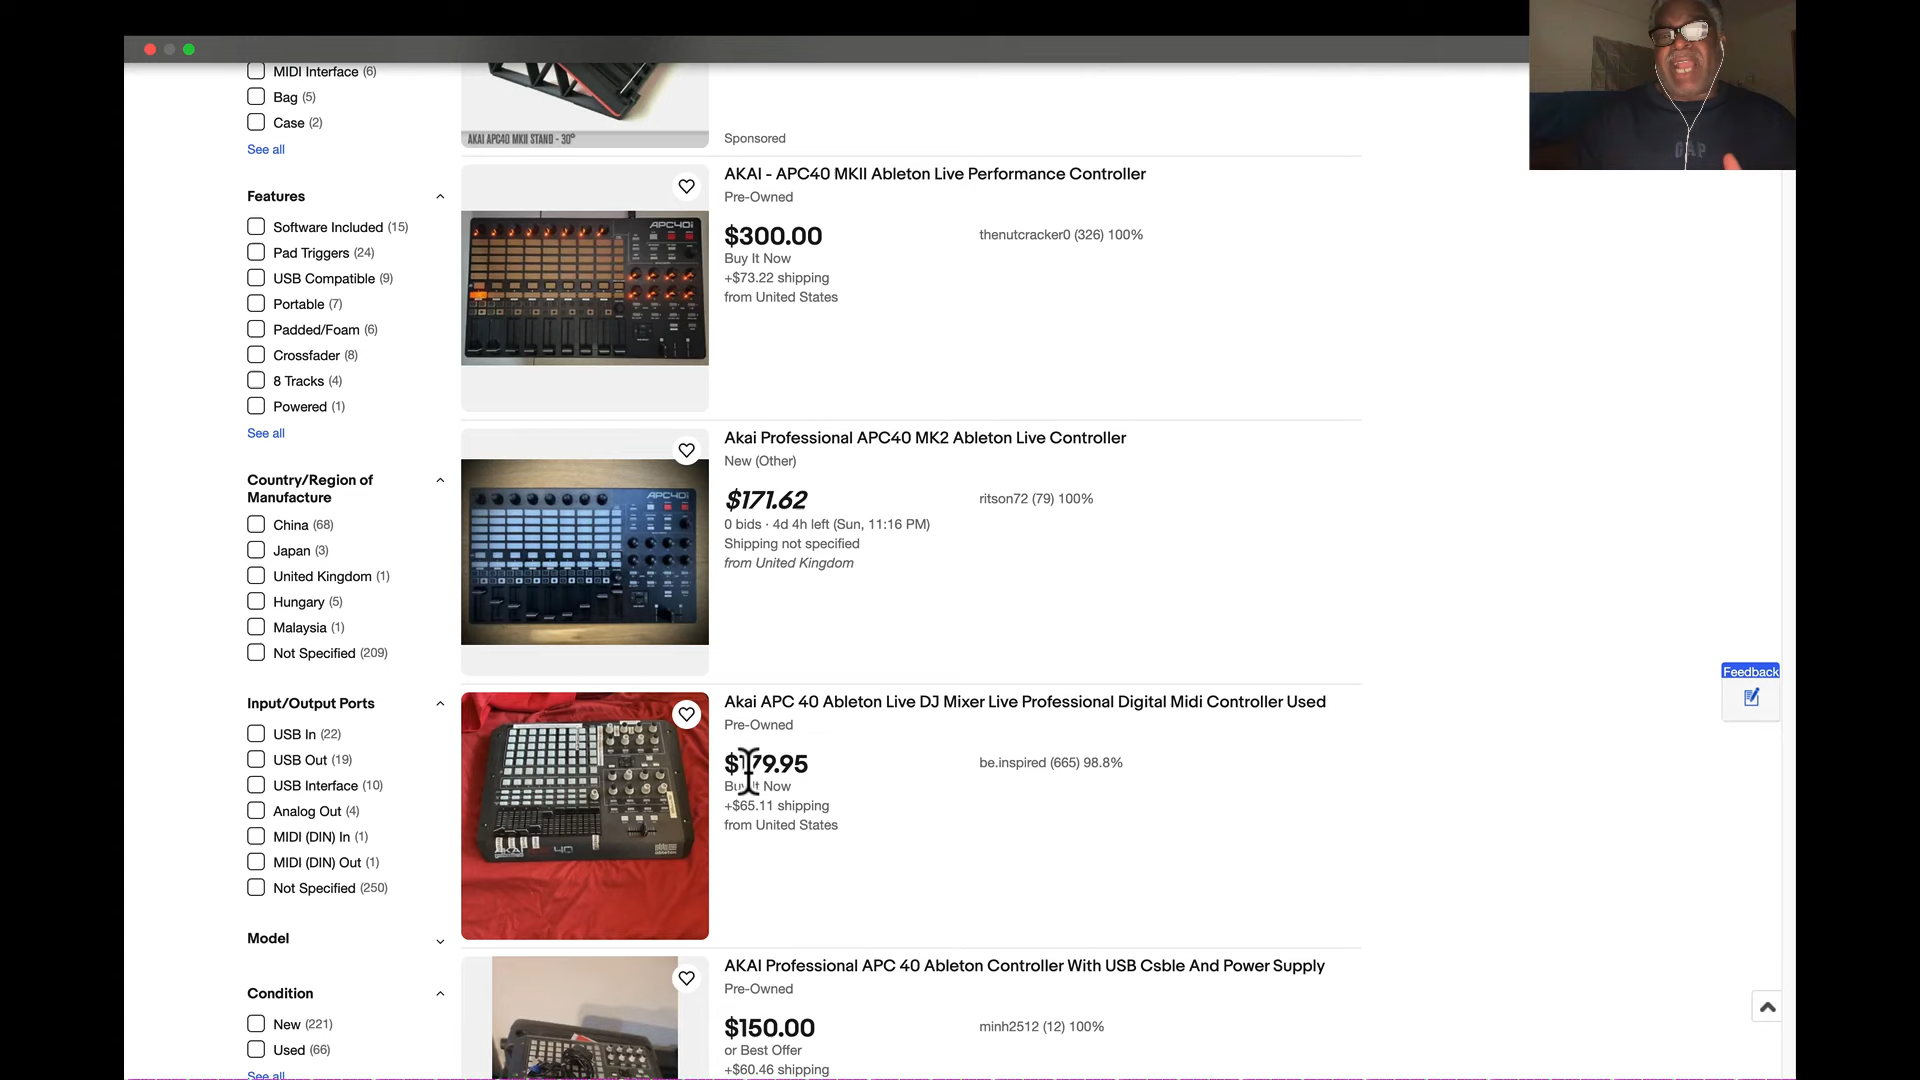 MIDI Interface (6)
Bag (5)
Case (2)
See all
Features
Software Included (15)
Pad Triggers (24)
USB Compatible (9)
Portable (7)
Padded/Foam (6)
Crossfader (8)
8 Tracks (4)
Powered (1)
See all
Country/Region of
Manufacture
China (68)
Japan (3)
United Kingdom (1)
Hungary (5)
Malaysia (1)
Not Specified (209)
Input/Output Ports
USB In (22)
USB Out (19)
USB Interface (10)
Analog Out (4)
MIDI (DIN) In (1)
MIDI (DIN) Out (1)
Not Specified (250)
Model
Condition
New (221)
Used (66)
See all
AKAI APC40 MKII STAND - 30°
Sponsored
APC40
AKAI - APC40 MKII Ableton Live Performance Controller
Pre-Owned
$300.00
Buy It Now
+$73.22 shipping
from United States
thenutcracker0 (326) 100%
APC40
Akai Professional APC40 MK2 Ableton Live Controller
New (Other)
$171.62
0 bids · 4d 4h left (Sun, 11:16 PM)
Shipping not specified
from United Kingdom
ritson72 (79) 100%
AKAI
40
Akai APC 40 Ableton Live DJ Mixer Live Professional Digital Midi Controller Used
Pre-Owned
$179.95
Buy It Now
+$65.11 shipping
from United States
be.inspired (665) 98.8%
AKAI Professional APC 40 Ableton Controller With USB Csble And Power Supply
Pre-Owned
$150.00
or Best Offer
+$60.46 shipping
minh2512 (12) 100%
GAP
Feedback